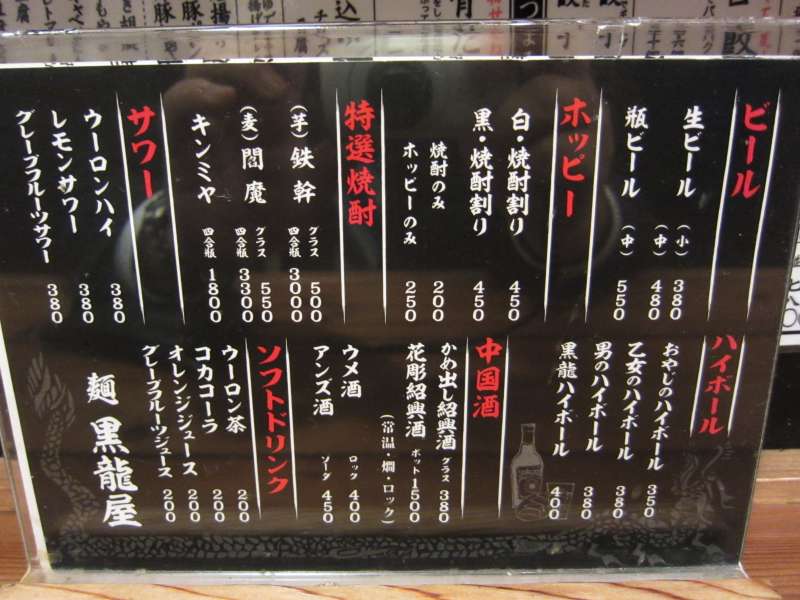 ビール
生ビール (小) 380
(中) 480
瓶ビール (中) 550
ホッピー
白・焼酎割り 450
黒・焼酎割り 450
焼酎のみ 200
ホッピーのみ 250
特選焼酎
(芋) 鉄幹 グラス 500
四合瓶 3000
(麦) 閻魔 グラス 550
四合瓶 3300
キンミヤ 四合瓶 1800
サワー
ウーロンハイ 380
レモンサワー 380
グレープフルーツサワー 380
ハイボール
おやじのハイボール 350
乙女のハイボール 380
男のハイボール 380
黒龍ハイボール 400
中国酒
かめ出し紹興酒 グラス 380
花彫紹興酒 ポット 1500
(常温・燗・ロック)
ウメ酒 ロック 400
アンズ酒 ソーダ 450
ソフトドリンク
ウーロン茶 200
コカコーラ 200
オレンジジュース 200
グレープフルーツジュース 200
麺 黒龍屋